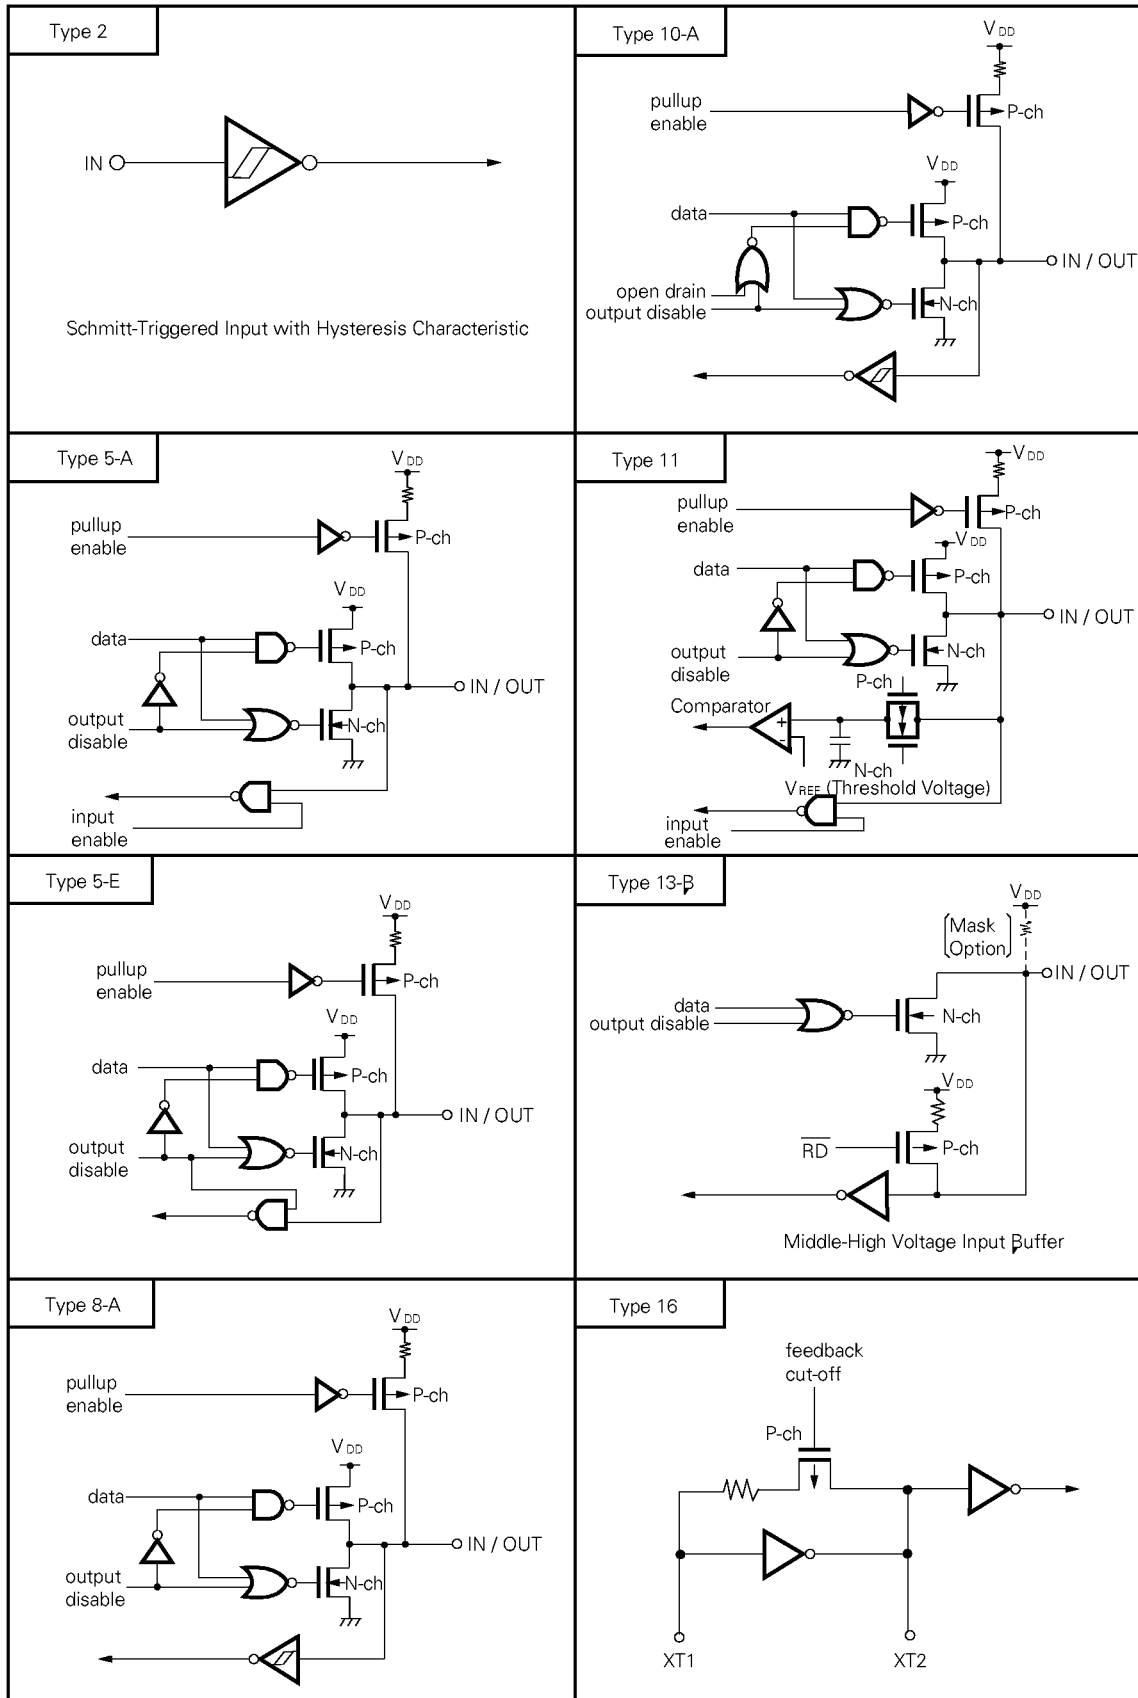 Type 2
IN
Schmitt-Triggered Input with Hysteresis Characteristic
Type 10-A
VDD
pullup
enable
P-ch
VDD
data
P-ch
IN / OUT
open drain
output disable
N-ch
Type 5-A
VDD
pullup
enable
P-ch
VDD
data
P-ch
IN / OUT
output
disable
N-ch
input
enable
Type 11
VDD
pullup
enable
P-ch
VDD
data
P-ch
IN / OUT
output
disable
N-ch
P-ch
Comparator
+
-
N-ch
VREF (Threshold Voltage)
input
enable
Type 5-E
VDD
pullup
enable
P-ch
VDD
data
P-ch
IN / OUT
output
disable
N-ch
Type 13-B
VDD
[Mask
Option]
IN / OUT
data
output disable
N-ch
VDD
RD
P-ch
Middle-High Voltage Input Buffer
Type 8-A
VDD
pullup
enable
P-ch
VDD
data
P-ch
IN / OUT
output
disable
N-ch
Type 16
feedback
cut-off
P-ch
XT1
XT2